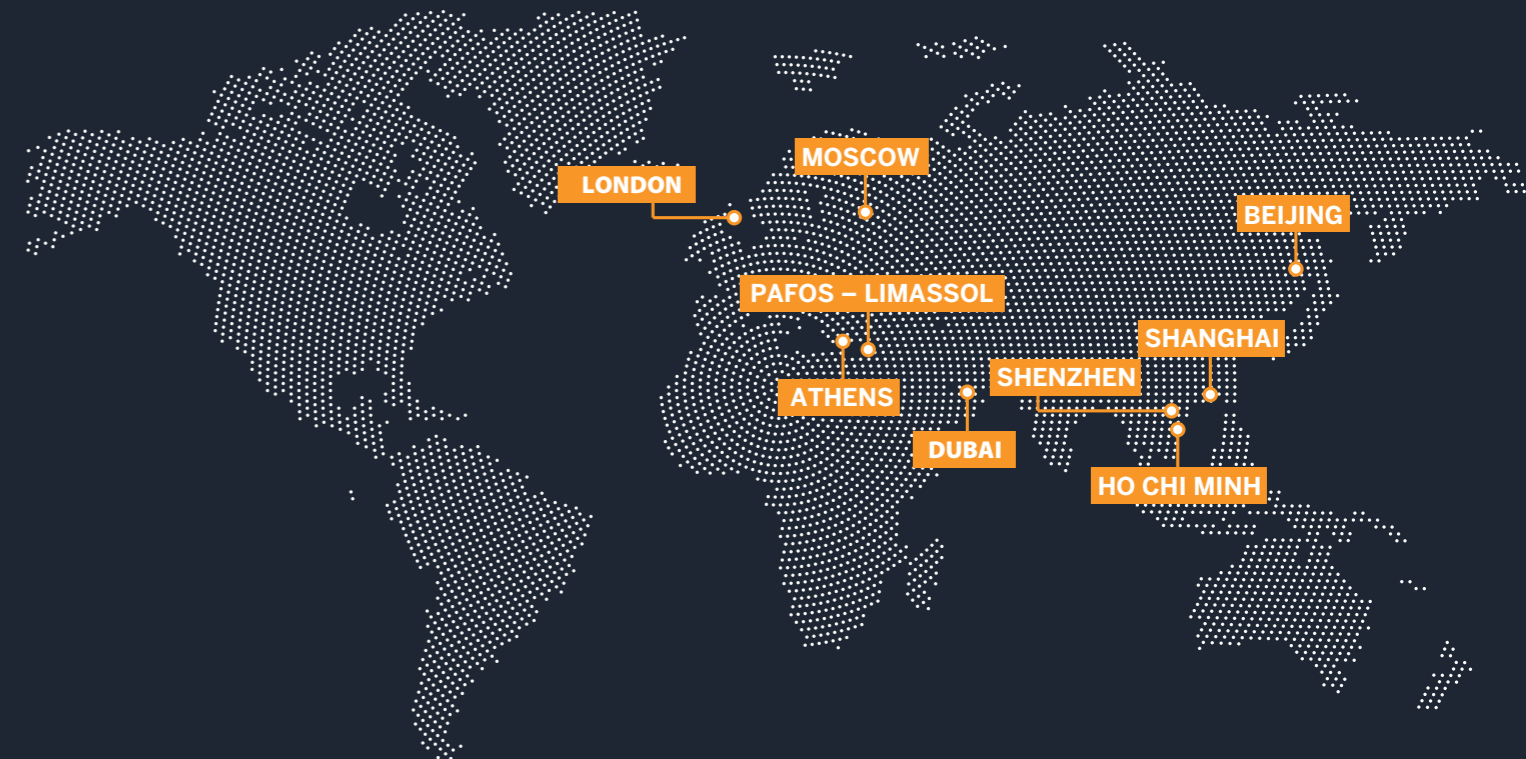 MOSCOW
LONDON
BEIJING
PAFOS – LIMASSOL
SHANGHAI
SHENZHEN
ATHENS
DUBAI
HO CHI MINH